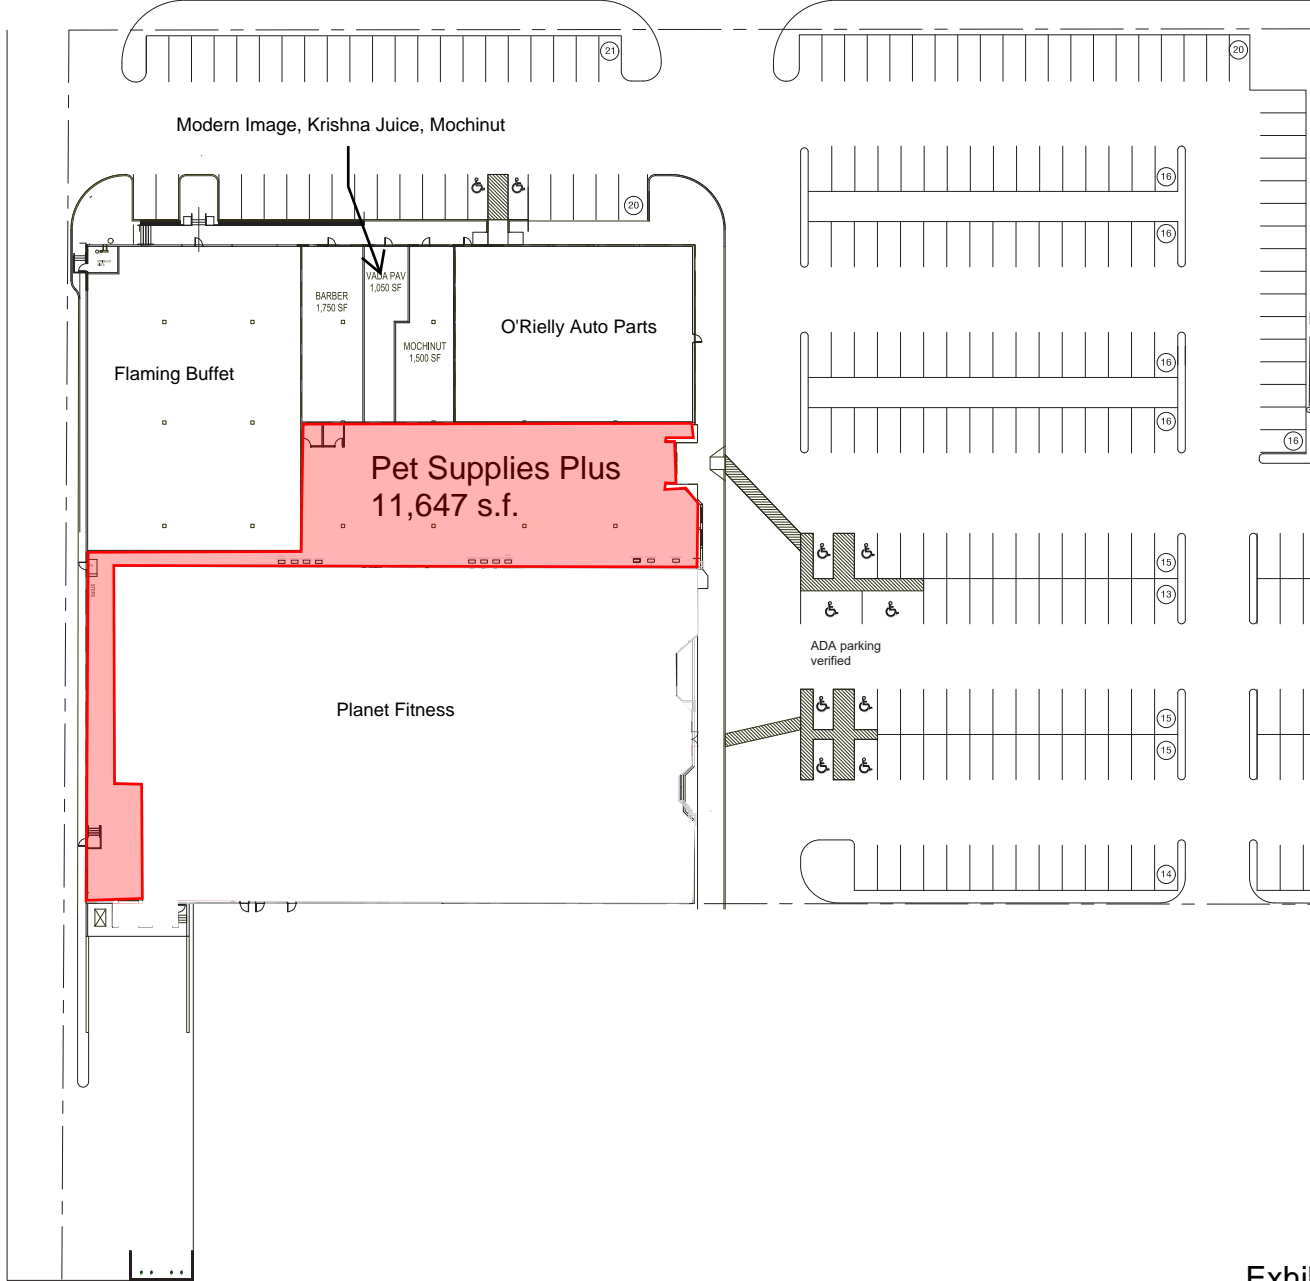 21
20
Modern Image, Krishna Juice, Mochinut
16
20
16
VADA PAV
1,050 SF
BARBER
1,750 SF
O'Rielly Auto Parts
MOCHINUT
1,500 SF
16
Flaming Buffet
16
16
Pet Supplies Plus
11,647 s.f.
15
13
STEPS
ADA parking
verified
Planet Fitness
15
15
14